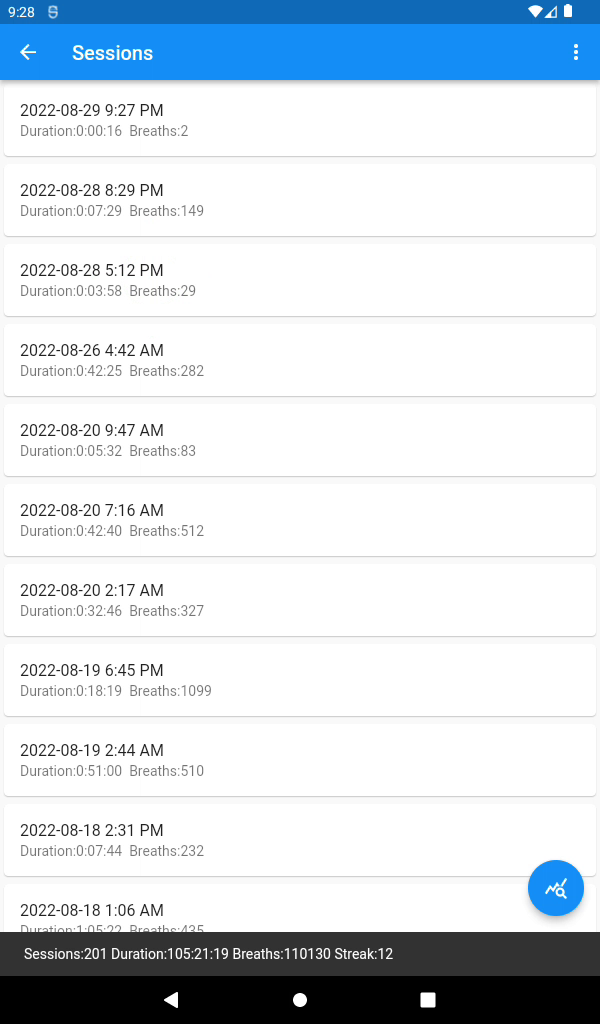 9:28
Sessions
2022-08-29 9:27 PM
Duration:0:00:16 Breaths:2
2022-08-28 8:29 PM
Duration:0:07:29 Breaths:149
2022-08-28 5:12 PM
Duration:0:03:58 Breaths:29
2022-08-26 4:42 AM
Duration:0:42:25 Breaths:282
2022-08-20 9:47 AM
Duration:0:05:32 Breaths:83
2022-08-20 7:16 AM
Duration:0:42:40 Breaths:512
2022-08-20 2:17 AM
Duration:0:32:46 Breaths:327
2022-08-19 6:45 PM
Duration:0:18:19 Breaths:1099
2022-08-19 2:44 AM
Duration:0:51:00 Breaths:510
2022-08-18 2:31 PM
Duration:0:07:44 Breaths:232
2022-08-18 1:06 AM
Duration:1:05:22 Breaths:435
Sessions:201 Duration:105:21:19 Breaths:110130 Streak:12